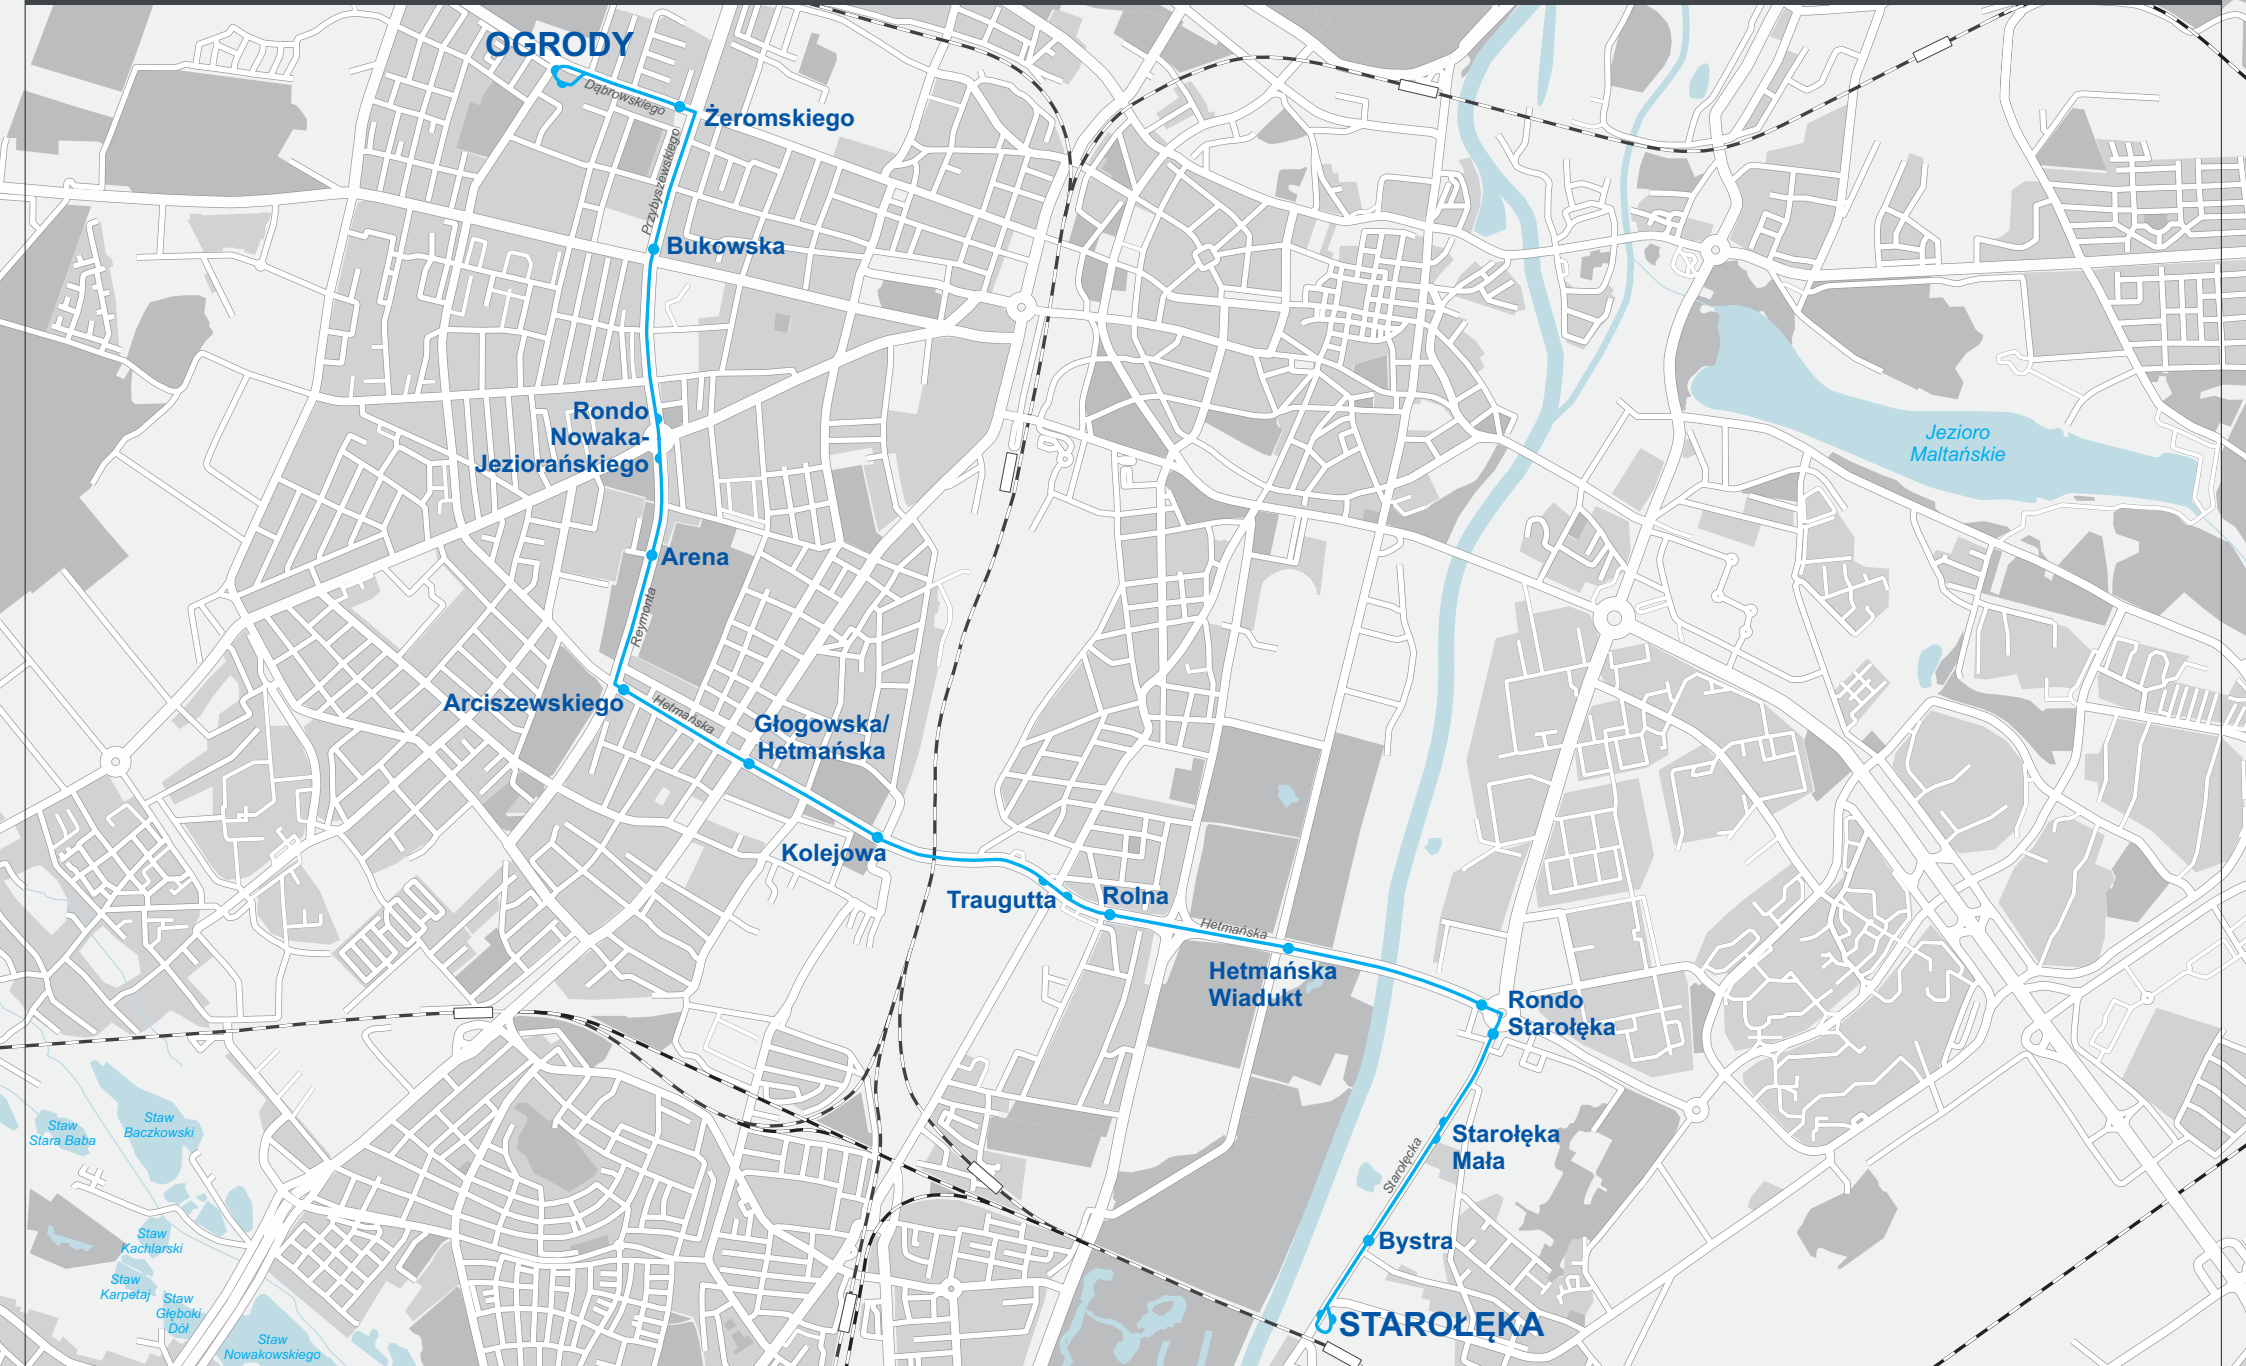 OGRODY
Dąbrowskiego
Żeromskiego
Przybyszewskiego
Bukowska
Rondo
Nowaka-
Jeziorańskiego
Jezioro
Maltańskie
Arena
Reymonta
Arciszewskiego
Hetmańska
Głogowska/
Hetmańska
Kolejowa
Traugutta
Rolna
Hetmańska
Hetmańska
Wiadukt
Rondo
Starołęka
Starołęka
Mała
Starołęcka
Bystra
STAROŁĘKA
Staw
Stara Baba
Staw
Baczkowski
Staw
Kachlarski
Staw
Karpetaj
Staw
Głęboki
Dół
Staw
Nowakowskiego